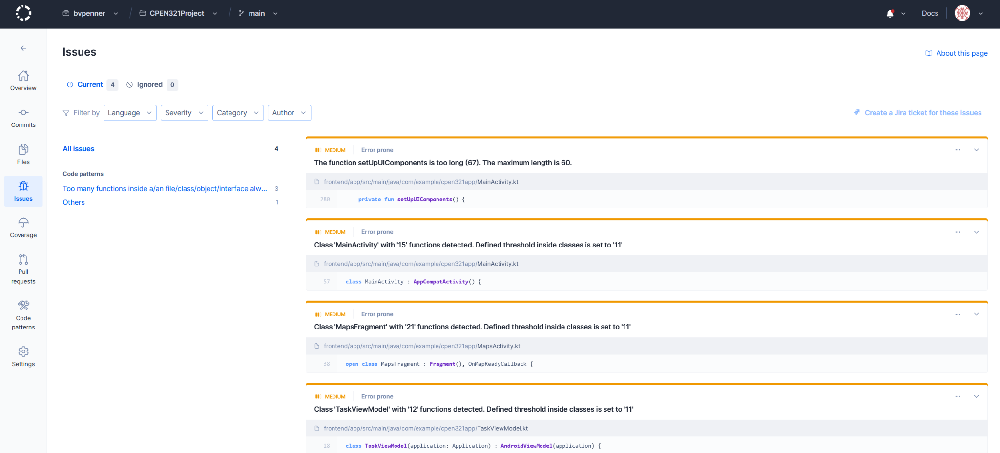 bvpenner / CPEN321Project / main
Docs
Overview
Commits
Files
Issues
Coverage
Pull
requests
Code
patterns
Settings
Issues
About this page
Current 4 Ignored 0
Filter by Language Severity Category Author
Create a Jira ticket for these issues
All issues 4
Code patterns
Too many functions inside a/an file/class/object/interface alw... 3
Others 1
MEDIUM Error prone
The function setUpUIComponents is too long (67). The maximum length is 60.
frontend/app/src/main/java/com/example/cpen321app/MainActivity.kt
280 private fun setUpUIComponents() {
MEDIUM Error prone
Class 'MainActivity' with '15' functions detected. Defined threshold inside classes is set to '11'
frontend/app/src/main/java/com/example/cpen321app/MainActivity.kt
57 class MainActivity : AppCompatActivity() {
MEDIUM Error prone
Class 'MapsFragment' with '21' functions detected. Defined threshold inside classes is set to '11'
frontend/app/src/main/java/com/example/cpen321app/MapsActivity.kt
38 open class MapsFragment : Fragment(), OnMapReadyCallback {
MEDIUM Error prone
Class 'TaskViewModel' with '12' functions detected. Defined threshold inside classes is set to '11'
frontend/app/src/main/java/com/example/cpen321app/TaskViewModel.kt
18 class TaskViewModel(application: Application) : AndroidViewModel(application) {